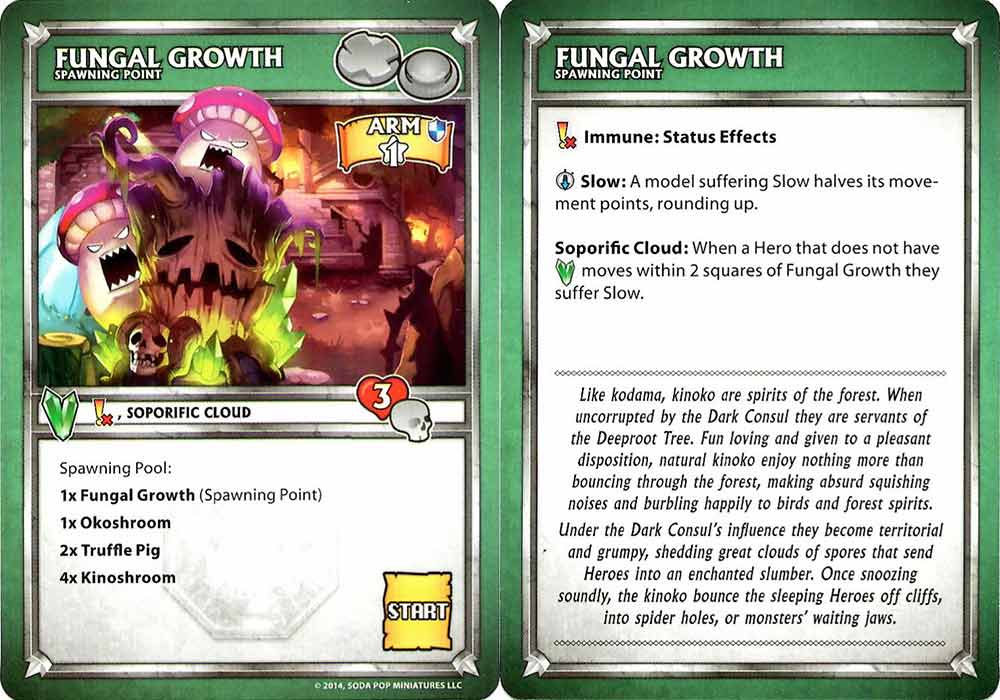 FUNGAL GROWTH
SPAWNING POINT
ARM
1
, SOPORIFIC CLOUD
3
Spawning Pool:
1x Fungal Growth (Spawning Point)
1x Okoshroom
2x Truffle Pig
4x Kinoshroom
START
© 2014, SODA POP MINIATURES LLC
FUNGAL GROWTH
SPAWNING POINT
Immune: Status Effects
Slow: A model suffering Slow halves its move-
ment points, rounding up.
Soporific Cloud: When a Hero that does not have
moves within 2 squares of Fungal Growth they
suffer Slow.
Like kodama, kinoko are spirits of the forest. When
uncorrupted by the Dark Consul they are servants of
the Deeproot Tree. Fun loving and given to a pleasant
disposition, natural kinoko enjoy nothing more than
bouncing through the forest, making absurd squishing
noises and burbling happily to birds and forest spirits.
Under the Dark Consul's influence they become territorial
and grumpy, shedding great clouds of spores that send
Heroes into an enchanted slumber. Once snoozing
soundly, the kinoko bounce the sleeping Heroes off cliffs,
into spider holes, or monsters' waiting jaws.